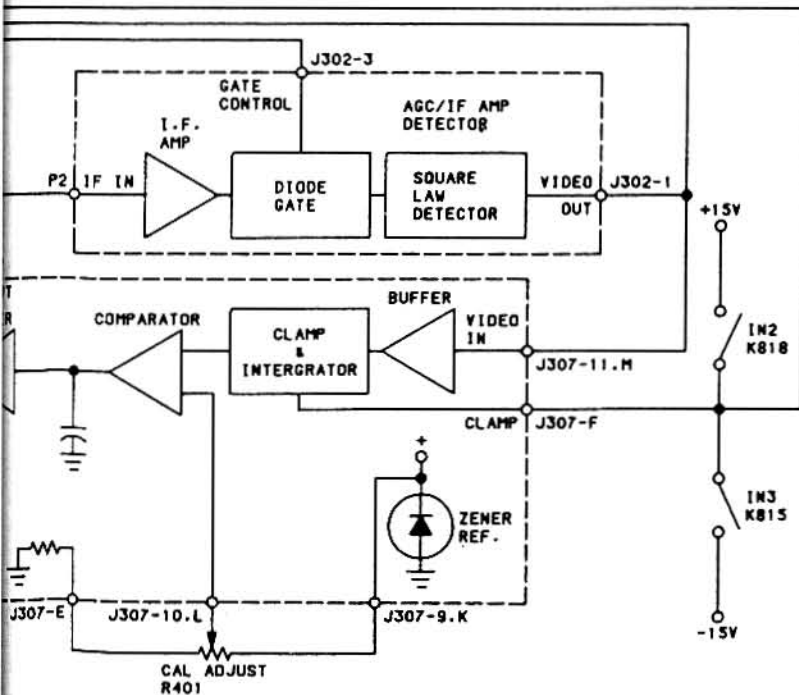 J302-3
GATE
CONTROL
AGC/IF AMP
DETECTOR
I.F.
AMP
P2
IF IN
DIODE
GATE
SQUARE
LAW
DETECTOR
VIDEO
OUT
J302-1
+15V
T
R
COMPARATOR
CLAMP
&
INTERGRATOR
BUFFER
VIDEO
IN
J307-11.M
IN2
K818
CLAMP
J307-F
+
ZENER
REF.
IN3
K815
J307-E
J307-10.L
J307-9.K
-15V
CAL ADJUST
R401